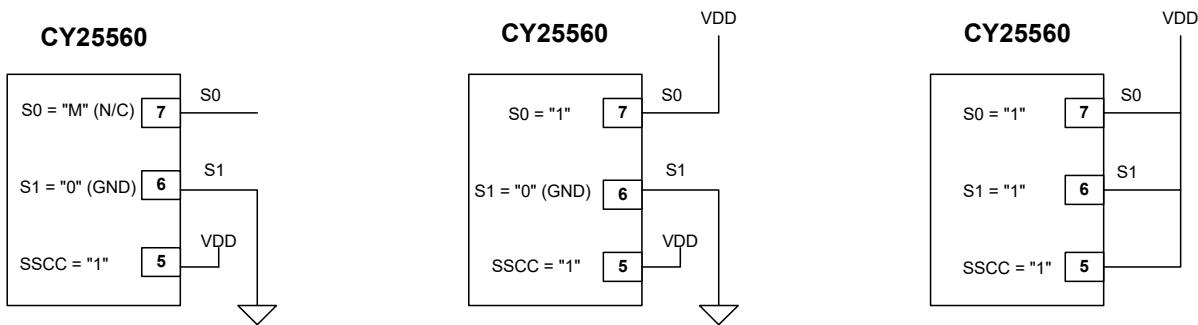 CY25560
S0 = "M" (N/C)
7
S0
S1 = "0" (GND)
6
S1
VDD
SSCC = "1"
5
VDD
CY25560
S0 = "1"
7
S0
S1 = "0" (GND)
6
S1
VDD
SSCC = "1"
5
VDD
CY25560
S0 = "1"
7
S0
S1 = "1"
6
S1
SSCC = "1"
5